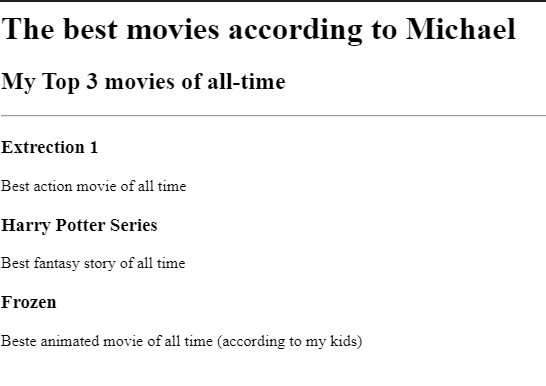 The best movies according to Michael
My Top 3 movies of all-time
Extrection 1
Best action movie of all time
Harry Potter Series
Best fantasy story of all time
Frozen
Beste animated movie of all time (according to my kids)